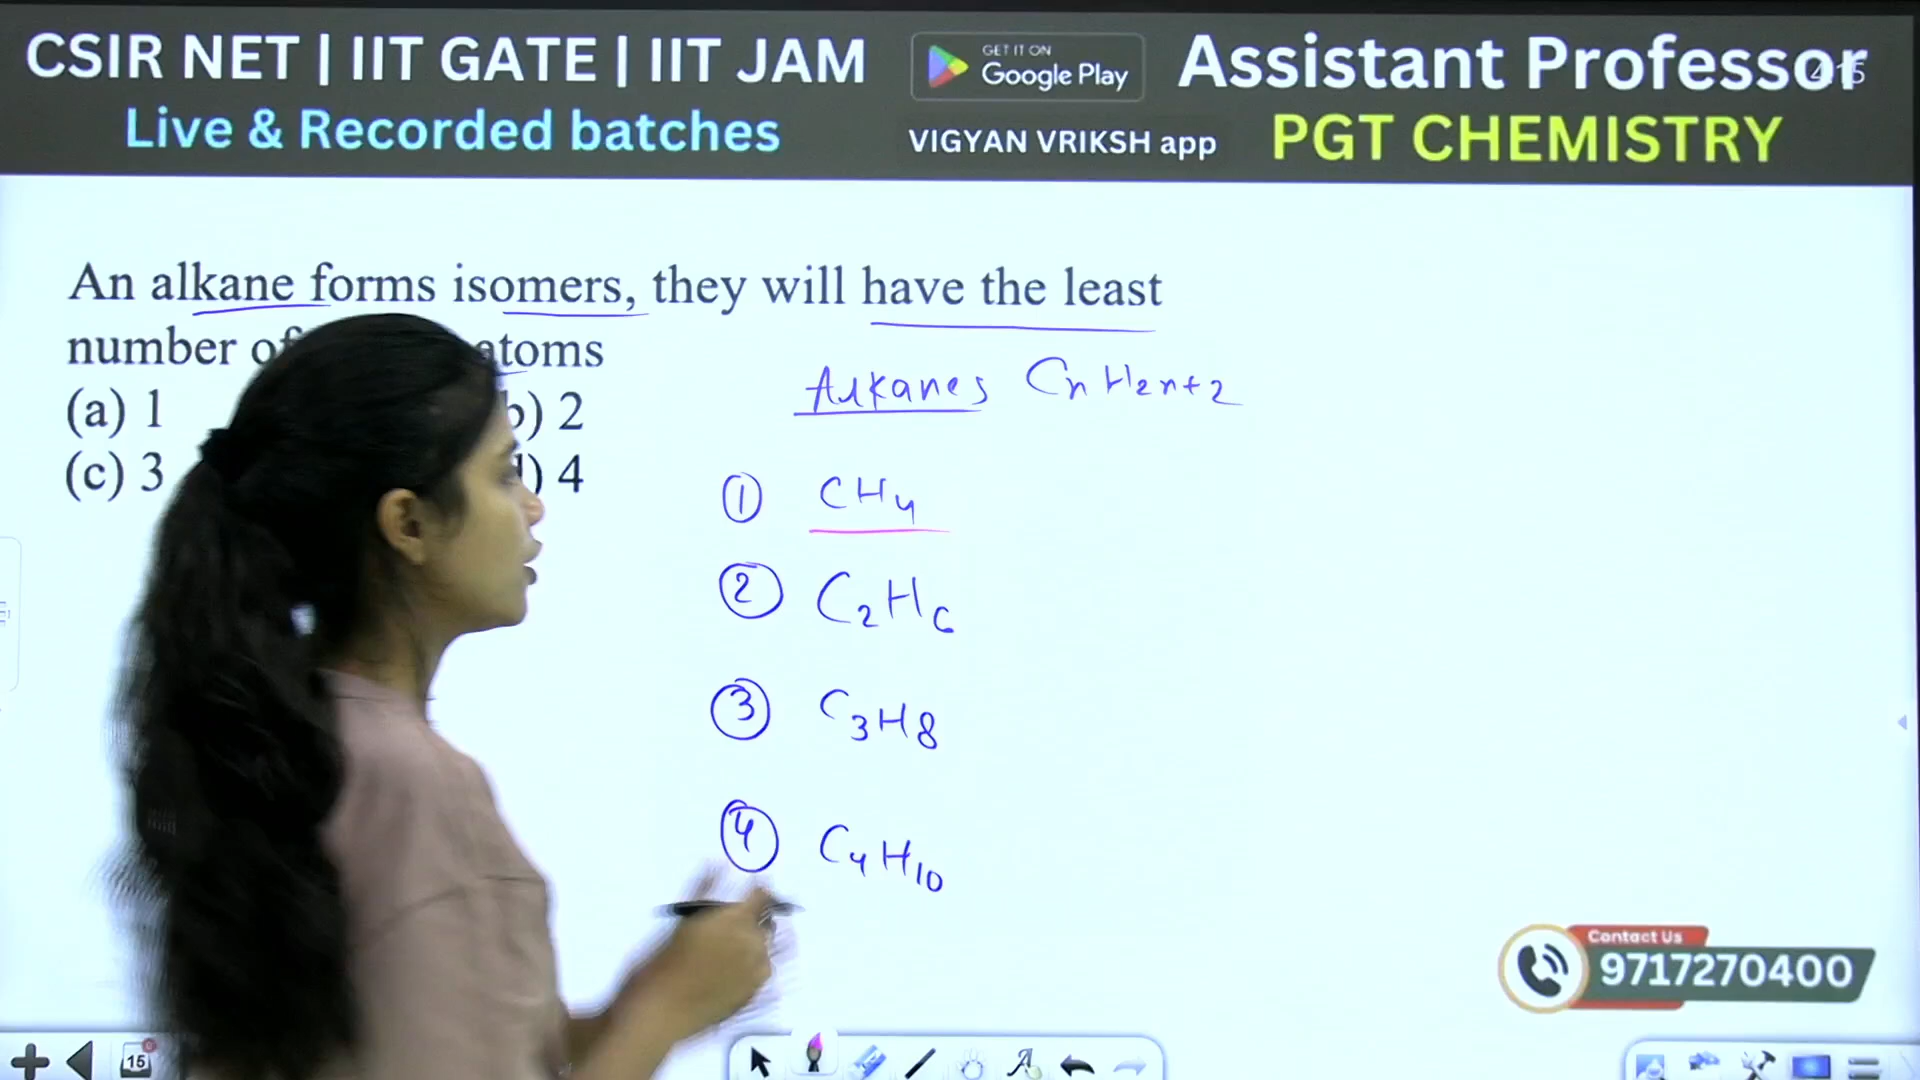 CSIR NET | IIT GATE | IIT JAM
Live & Recorded batches
GET IT ON
Google Play
VIGYAN VRIKSH app
Assistant Professor
PGT CHEMISTRY
An alkane forms isomers, they will have the least
number of atoms
(a) 1 b) 2
(c) 3 ) 4
Alkanes CnH2n+2
① CH4
② C2H6
③ C3H8
④ C4H10
Contact Us
9717270400
15